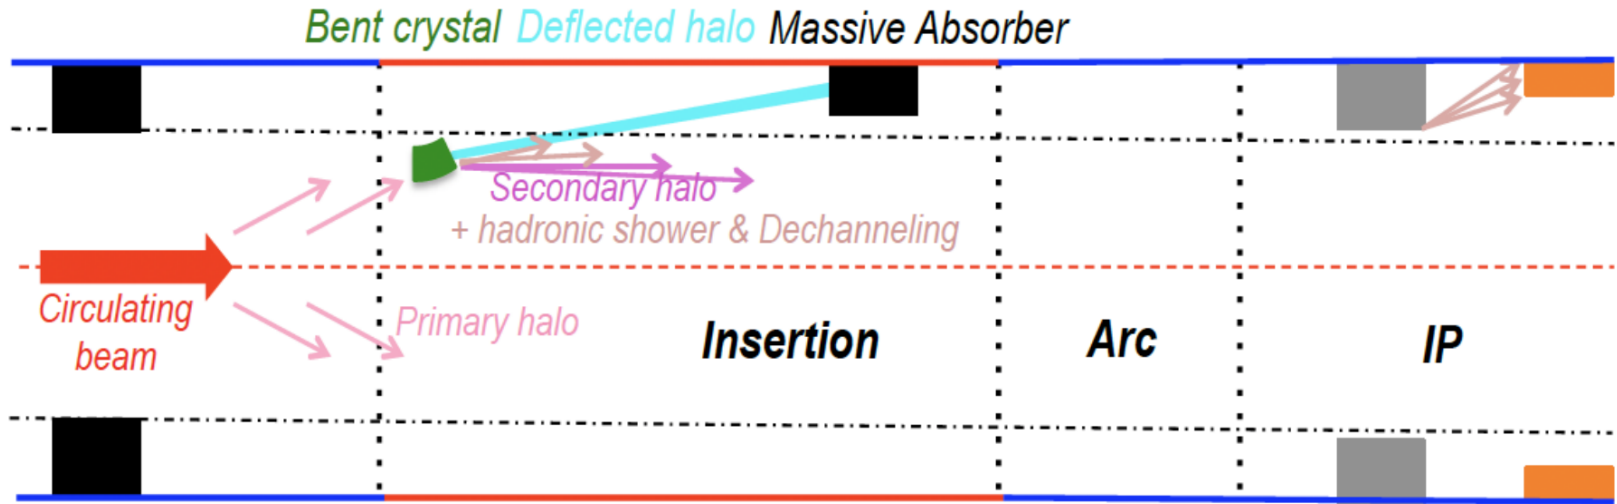 Bent crystal Deflected halo Massive Absorber
Secondary halo
+ hadronic shower & Dechanneling
Circulating
beam
Primary halo
Insertion
Arc
IP